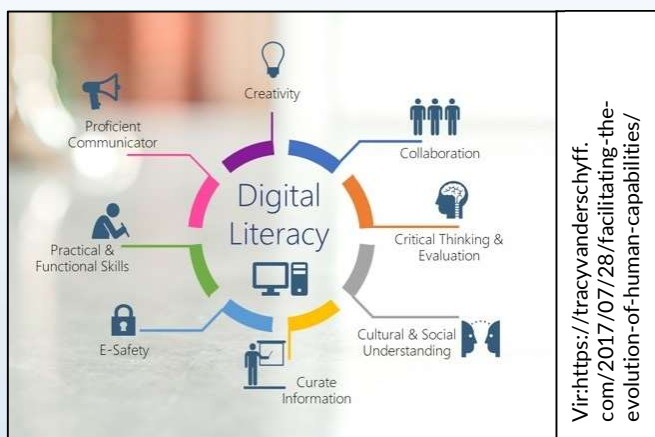 Creativity
Proficient
Communicator
Collaboration
Digital
Literacy
Critical Thinking &
Evaluation
Practical &
Functional Skills
Cultural & Social
Understanding
E-Safety
Curate
Information
Vir:https://tracyvanderschyff.
com/2017/07/28/facilitating-the-
evolution-of-human-capabilities/